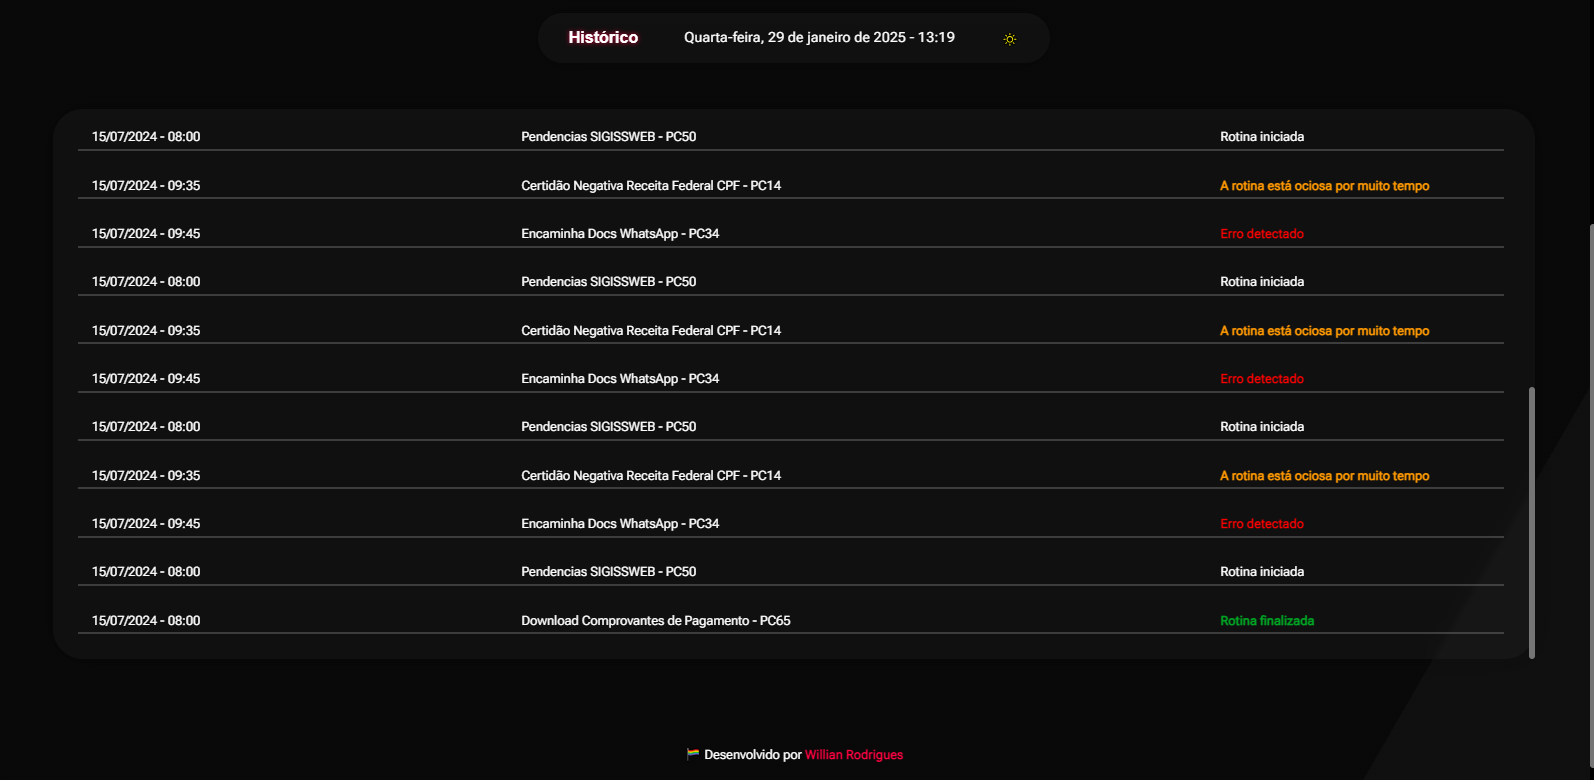 Histórico Quarta-feira, 29 de janeiro de 2025 - 13:19
15/07/2024 - 08:00 Pendencias SIGISSWEB - PC50 Rotina iniciada
15/07/2024 - 09:35 Certidão Negativa Receita Federal CPF - PC14 A rotina está ociosa por muito tempo
15/07/2024 - 09:45 Encaminha Docs WhatsApp - PC34 Erro detectado
15/07/2024 - 08:00 Pendencias SIGISSWEB - PC50 Rotina iniciada
15/07/2024 - 09:35 Certidão Negativa Receita Federal CPF - PC14 A rotina está ociosa por muito tempo
15/07/2024 - 09:45 Encaminha Docs WhatsApp - PC34 Erro detectado
15/07/2024 - 08:00 Pendencias SIGISSWEB - PC50 Rotina iniciada
15/07/2024 - 09:35 Certidão Negativa Receita Federal CPF - PC14 A rotina está ociosa por muito tempo
15/07/2024 - 09:45 Encaminha Docs WhatsApp - PC34 Erro detectado
15/07/2024 - 08:00 Pendencias SIGISSWEB - PC50 Rotina iniciada
15/07/2024 - 08:00 Download Comprovantes de Pagamento - PC65 Rotina finalizada
Desenvolvido por Willian Rodrigues